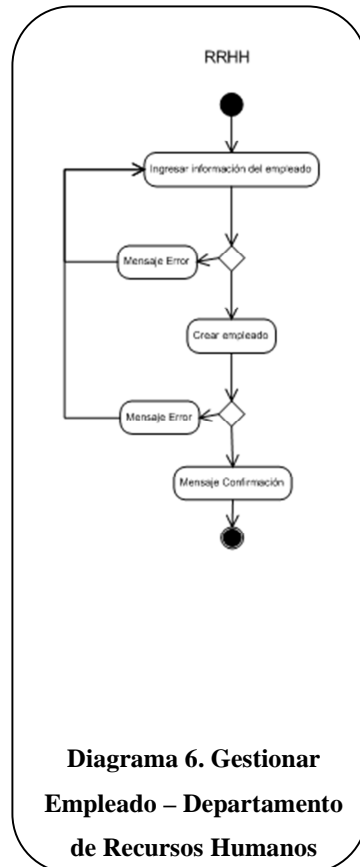 RRHH
Ingresar información del empleado
Mensaje Error
Crear empleado
Mensaje Error
Mensaje Confirmación
Diagrama 6. Gestionar
Empleado – Departamento
de Recursos Humanos